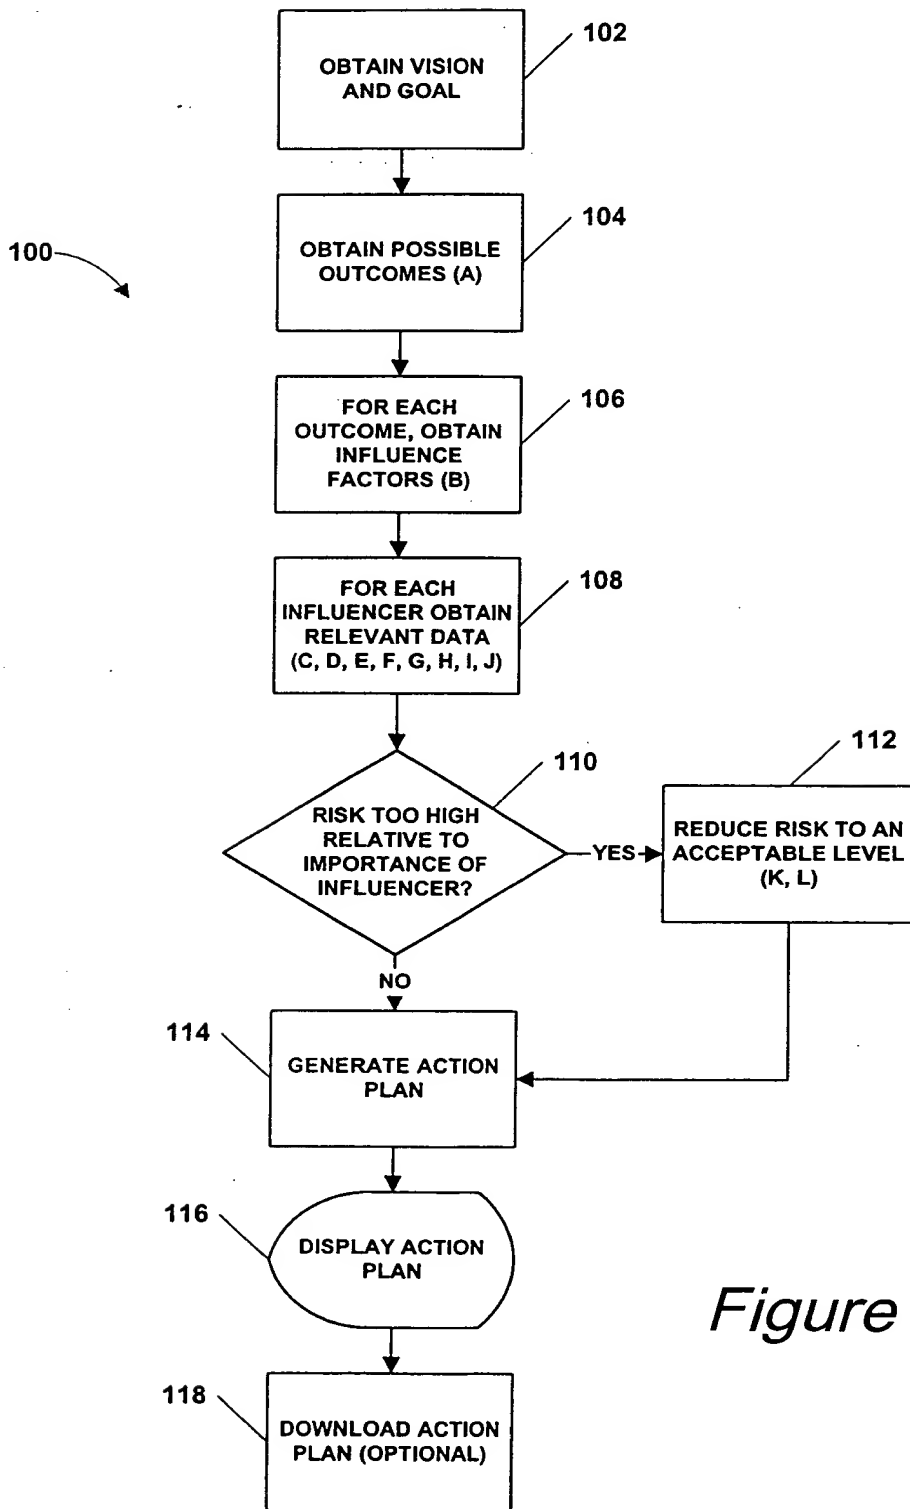 102
OBTAIN VISION
AND GOAL
104
100
OBTAIN POSSIBLE
OUTCOMES (A)
106
FOR EACH
OUTCOME, OBTAIN
INFLUENCE
FACTORS (B)
108
FOR EACH
INFLUENCER OBTAIN
RELEVANT DATA
(C, D, E, F, G, H, I, J)
110
112
RISK TOO HIGH
RELATIVE TO
IMPORTANCE OF
INFLUENCER?
YES
REDUCE RISK TO AN
ACCEPTABLE LEVEL
(K, L)
NO
114
GENERATE ACTION
PLAN
116
DISPLAY ACTION
PLAN
Figure
118
DOWNLOAD ACTION
PLAN (OPTIONAL)